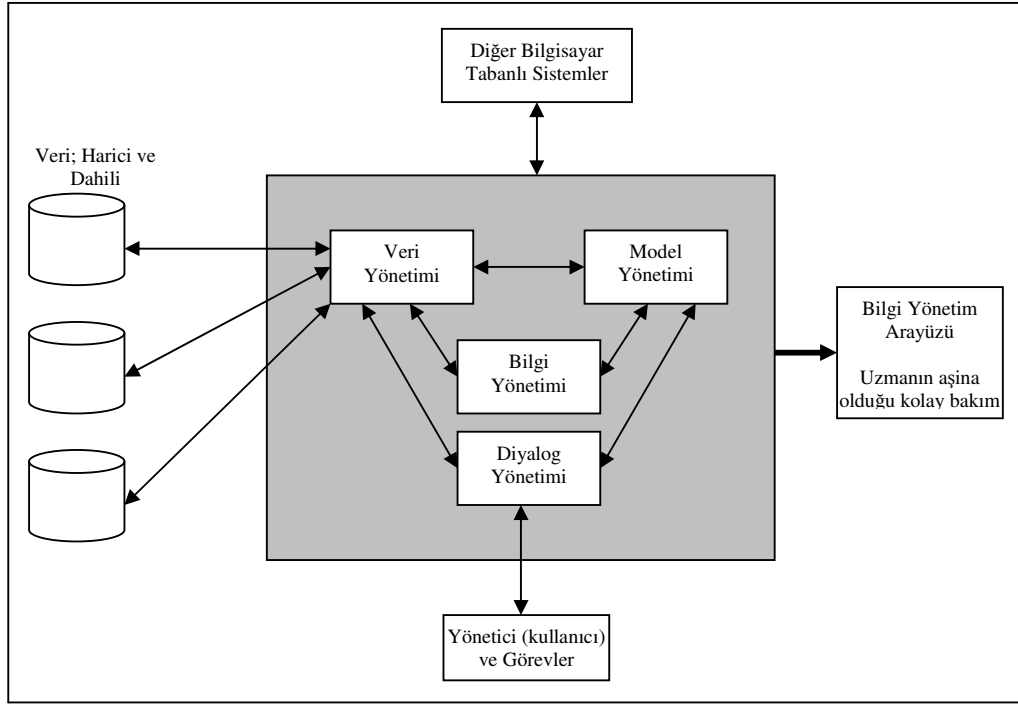 Diğer Bilgisayar
Tabanlı Sistemler
Veri; Harici ve
Dahili
Veri
Yönetimi
Model
Yönetimi
Bilgi
Yönetimi
Diyalog
Yönetimi
Bilgi Yönetim
Arayüzü
Uzmanın aşina
olduğu kolay bakım
Yönetici (kullanıcı)
ve Görevler